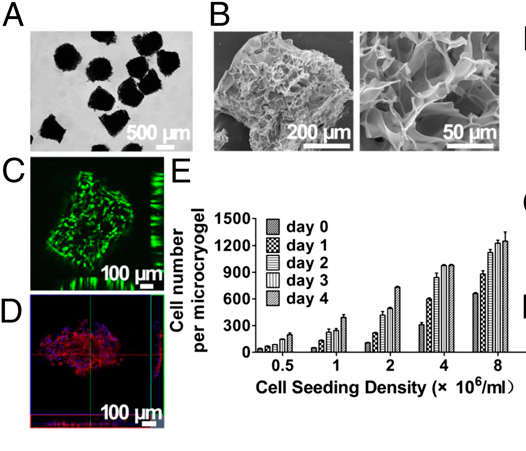 A
B
500 µm
200 µm
50 µm
C
E
100 µm
D
100 µm
Cell number
per microcryogel
1500
1200
900
600
300
0
day 0
day 1
day 2
day 3
day 4
0.5 1 2 4 8
Cell Seeding Density (× 10⁶/ml)